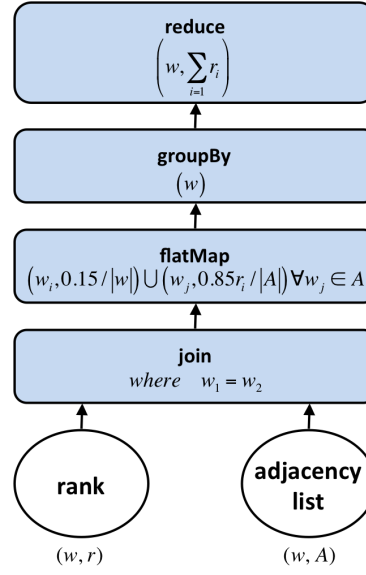 reduce
(w, ∑_{i=1} r_i)
groupBy
(w)
flatMap
(w_i, 0.15 / |w|) ∪ (w_j, 0.85r_i / |A|) ∀w_j ∈ A
join
where w_1 = w_2
rank
adjacency
list
(w, r)
(w, A)